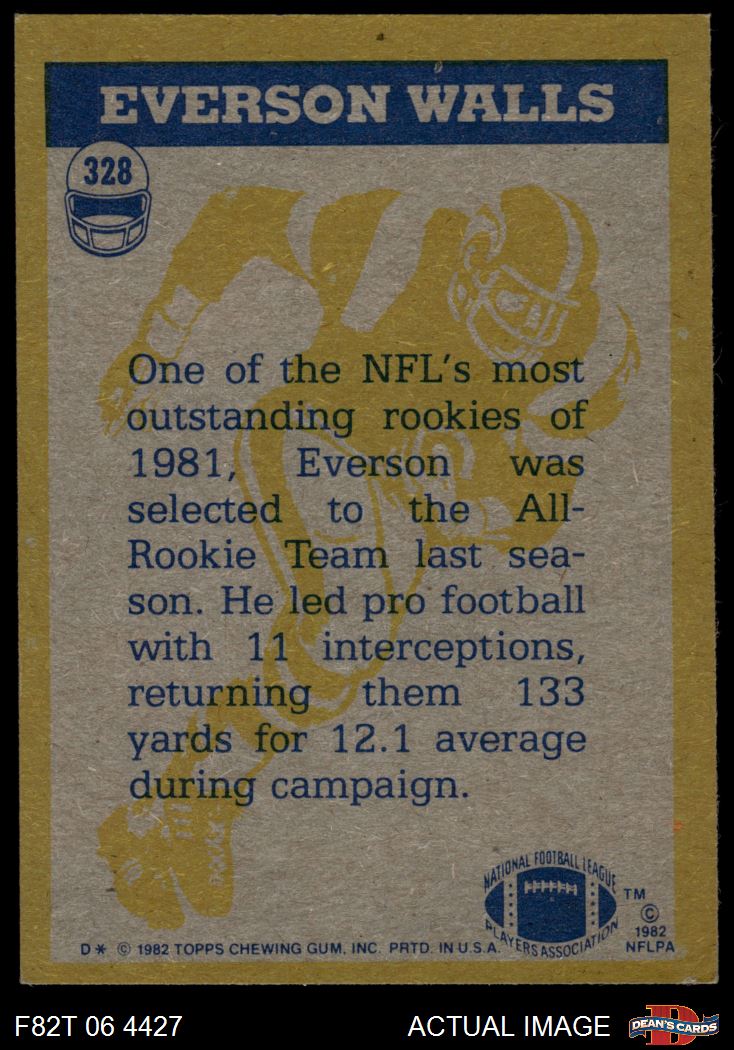 EVERSON WALLS
328
One of the NFL's most
outstanding rookies of
1981, Everson was
selected to the All-
Rookie Team last sea-
son. He led pro football
with 11 interceptions,
returning them 133
yards for 12.1 average
during campaign.
NATIONAL FOOTBALL LEAGUE
PLAYERS ASSOCIATION
TM
©
1982
NFLPA
D* © 1982 TOPPS CHEWING GUM, INC. PRTD. IN U.S.A.
F82T 06 4427
ACTUAL IMAGE
D
DEAN'S CARDS